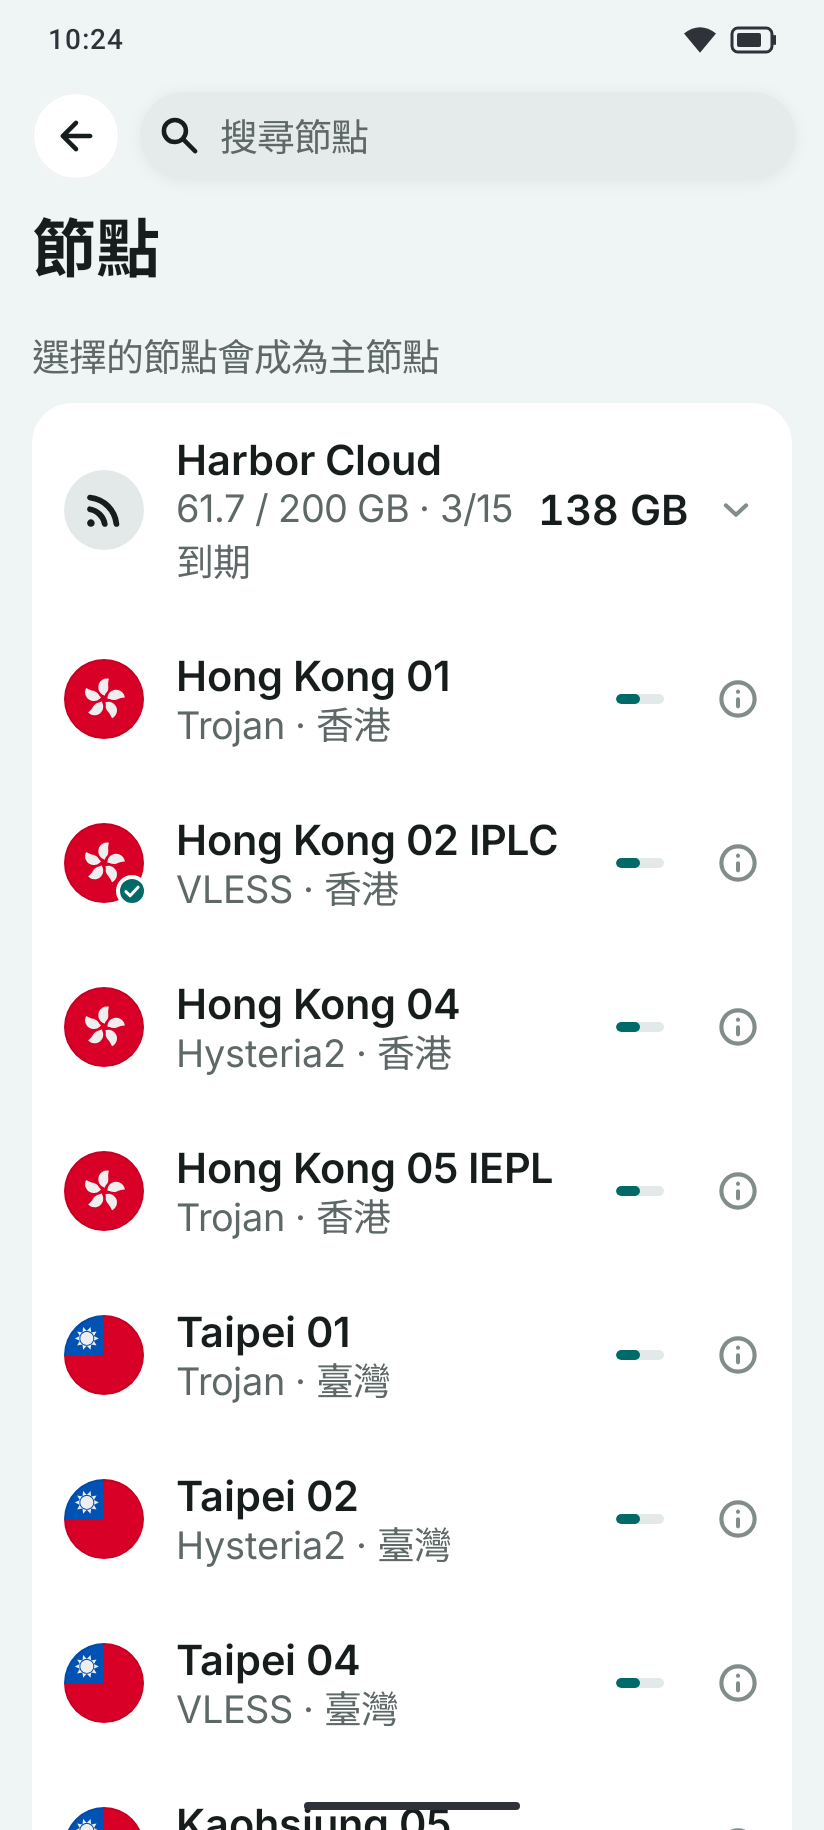 10:24
搜尋節點
節點
選擇的節點會成為主節點
Harbor Cloud
61.7 / 200 GB · 3/15 到期
138 GB
Hong Kong 01
Trojan · 香港
Hong Kong 02 IPLC
VLESS · 香港
Hong Kong 04
Hysteria2 · 香港
Hong Kong 05 IEPL
Trojan · 香港
Taipei 01
Trojan · 臺灣
Taipei 02
Hysteria2 · 臺灣
Taipei 04
VLESS · 臺灣
Kaohsiung 05